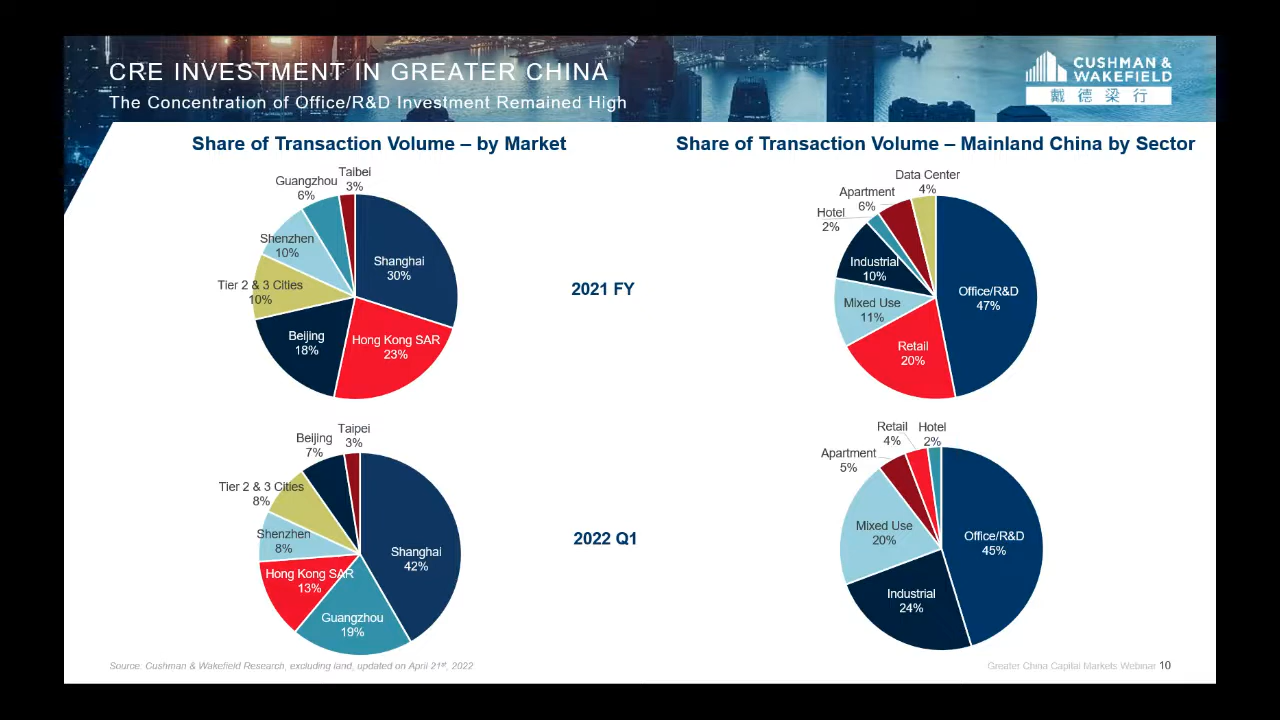 CRE INVESTMENT IN GREATER CHINA
The Concentration of Office/R&D Investment Remained High
CUSHMAN &
WAKEFIELD
戴德梁行
Share of Transaction Volume – by Market
Share of Transaction Volume – Mainland China by Sector
Taibei
3%
Guangzhou
6%
Shenzhen
10%
Tier 2 & 3 Cities
10%
Beijing
18%
Shanghai
30%
Hong Kong SAR
23%
2021 FY
Data Center
4%
Apartment
6%
Hotel
2%
Industrial
10%
Mixed Use
11%
Retail
20%
Office/R&D
47%
Taipei
3%
Beijing
7%
Tier 2 & 3 Cities
8%
Shenzhen
8%
Hong Kong SAR
13%
Guangzhou
19%
Shanghai
42%
2022 Q1
Hotel
2%
Retail
4%
Apartment
5%
Mixed Use
20%
Industrial
24%
Office/R&D
45%
Source: Cushman & Wakefield Research, excluding land, updated on April 21st, 2022
Greater China Capital Markets Webinar 10